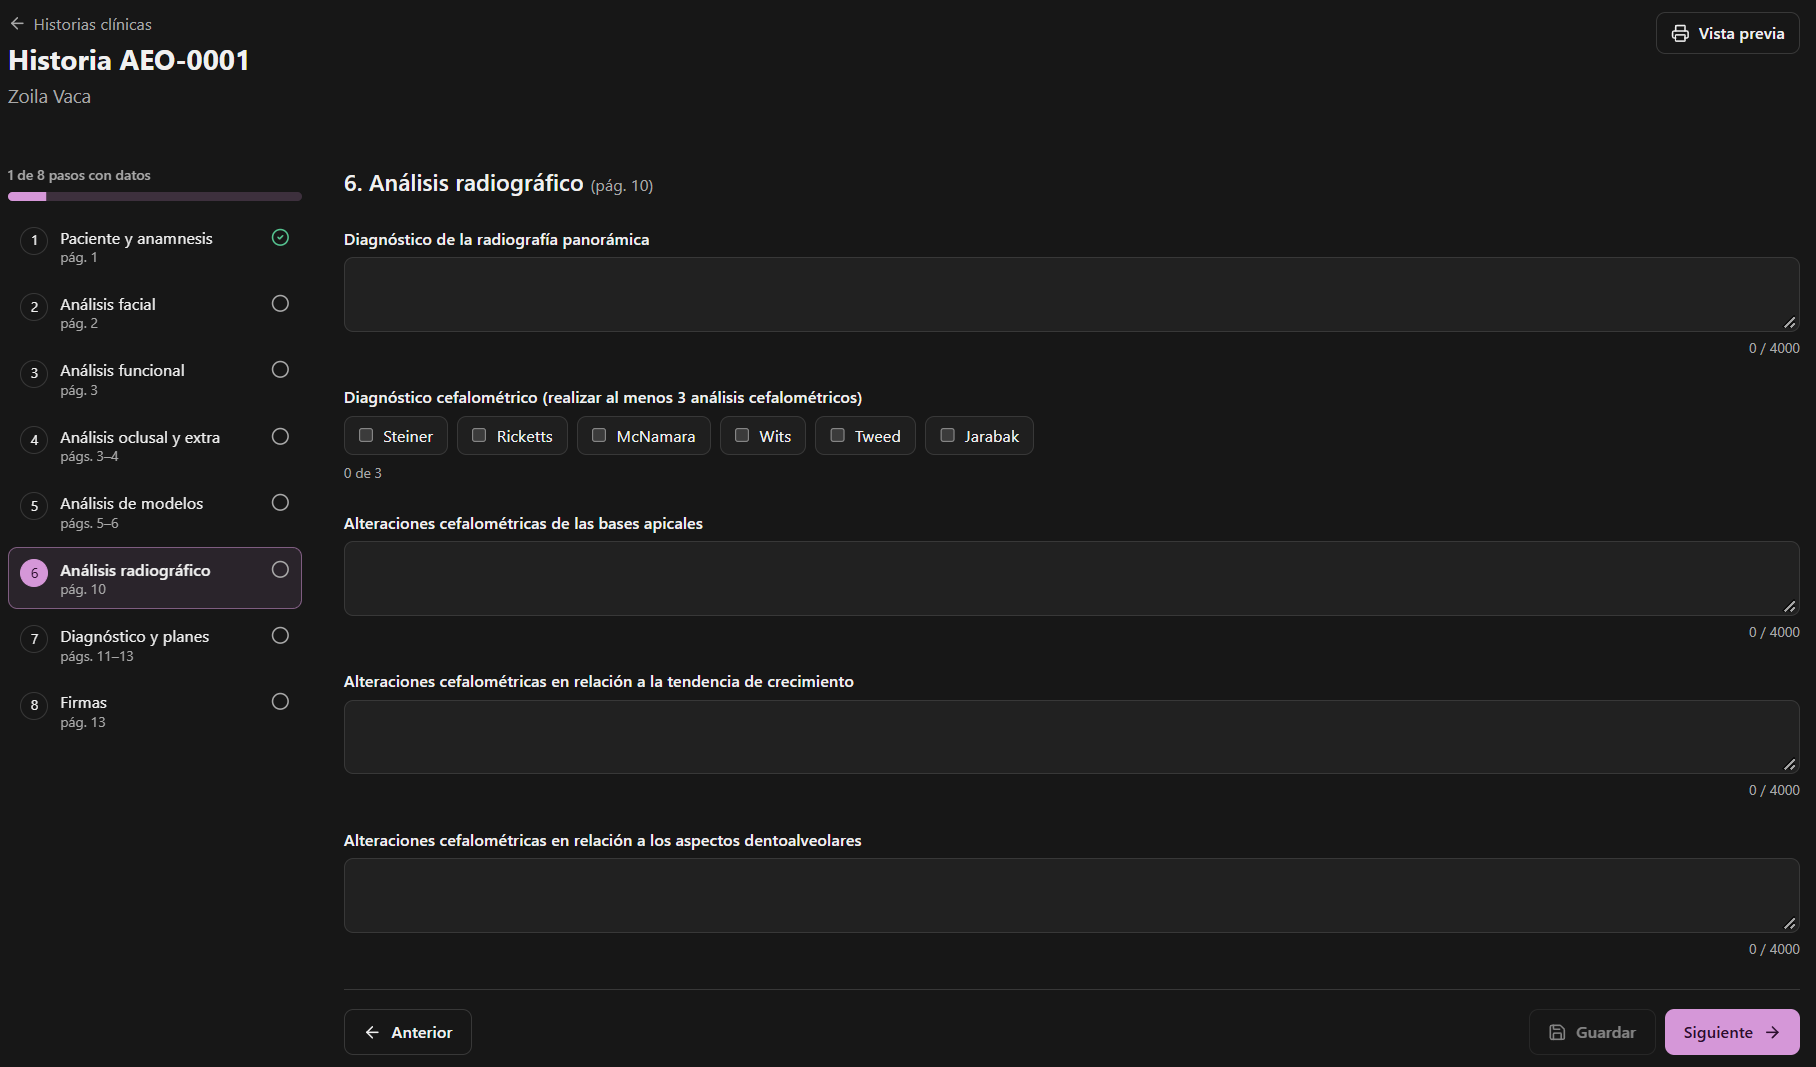 Historias clínicas
Vista previa
Historia AEO-0001
Zoila Vaca
1 de 8 pasos con datos
1 Paciente y anamnesis
pág. 1
2 Análisis facial
pág. 2
3 Análisis funcional
pág. 3
4 Análisis oclusal y extra
págs. 3–4
5 Análisis de modelos
págs. 5–6
6 Análisis radiográfico
pág. 10
7 Diagnóstico y planes
págs. 11–13
8 Firmas
pág. 13
6. Análisis radiográfico (pág. 10)
Diagnóstico de la radiografía panorámica
0 / 4000
Diagnóstico cefalométrico (realizar al menos 3 análisis cefalométricos)
Steiner Ricketts McNamara Wits Tweed Jarabak
0 de 3
Alteraciones cefalométricas de las bases apicales
0 / 4000
Alteraciones cefalométricas en relación a la tendencia de crecimiento
0 / 4000
Alteraciones cefalométricas en relación a los aspectos dentoalveolares
0 / 4000
Anterior Guardar Siguiente